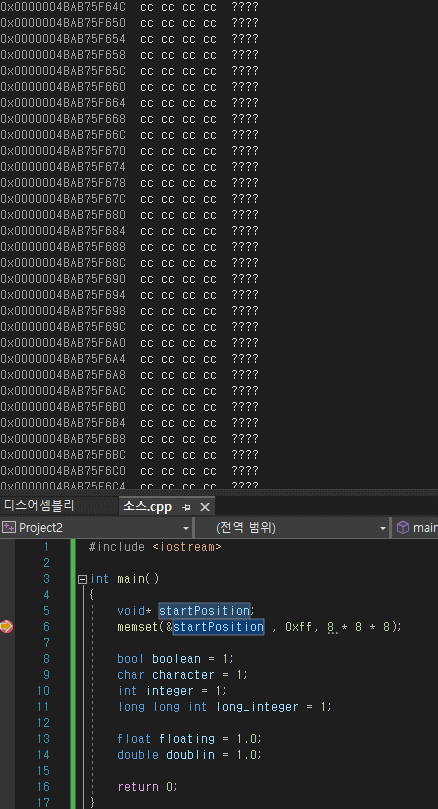 0x0000004BAB75F64C cc cc cc cc ????
0x0000004BAB75F650 cc cc cc cc ????
0x0000004BAB75F654 cc cc cc cc ????
0x0000004BAB75F658 cc cc cc cc ????
0x0000004BAB75F65C cc cc cc cc ????
0x0000004BAB75F660 cc cc cc cc ????
0x0000004BAB75F664 cc cc cc cc ????
0x0000004BAB75F668 cc cc cc cc ????
0x0000004BAB75F66C cc cc cc cc ????
0x0000004BAB75F670 cc cc cc cc ????
0x0000004BAB75F674 cc cc cc cc ????
0x0000004BAB75F678 cc cc cc cc ????
0x0000004BAB75F67C cc cc cc cc ????
0x0000004BAB75F680 cc cc cc cc ????
0x0000004BAB75F684 cc cc cc cc ????
0x0000004BAB75F688 cc cc cc cc ????
0x0000004BAB75F68C cc cc cc cc ????
0x0000004BAB75F690 cc cc cc cc ????
0x0000004BAB75F694 cc cc cc cc ????
0x0000004BAB75F698 cc cc cc cc ????
0x0000004BAB75F69C cc cc cc cc ????
0x0000004BAB75F6A0 cc cc cc cc ????
0x0000004BAB75F6A4 cc cc cc cc ????
0x0000004BAB75F6A8 cc cc cc cc ????
0x0000004BAB75F6AC cc cc cc cc ????
0x0000004BAB75F6B0 cc cc cc cc ????
0x0000004BAB75F6B4 cc cc cc cc ????
0x0000004BAB75F6B8 cc cc cc cc ????
0x0000004BAB75F6BC cc cc cc cc ????
0x0000004BAB75F6C0 cc cc cc cc ????
0x0000004BAB75F6C4 cc cc cc cc ????
디스어셈블리 소스.cpp
Project2 (전역 범위) main
1 #include <iostream>
2
3 int main()
4 {
5 void* startPosition;
6 memset(&startPosition , 0xff, 8 * 8 * 8);
7
8 bool boolean = 1;
9 char character = 1;
10 int integer = 1;
11 long long int long_integer = 1;
12
13 float floating = 1.0;
14 double doublin = 1.0;
15
16 return 0;
17 }